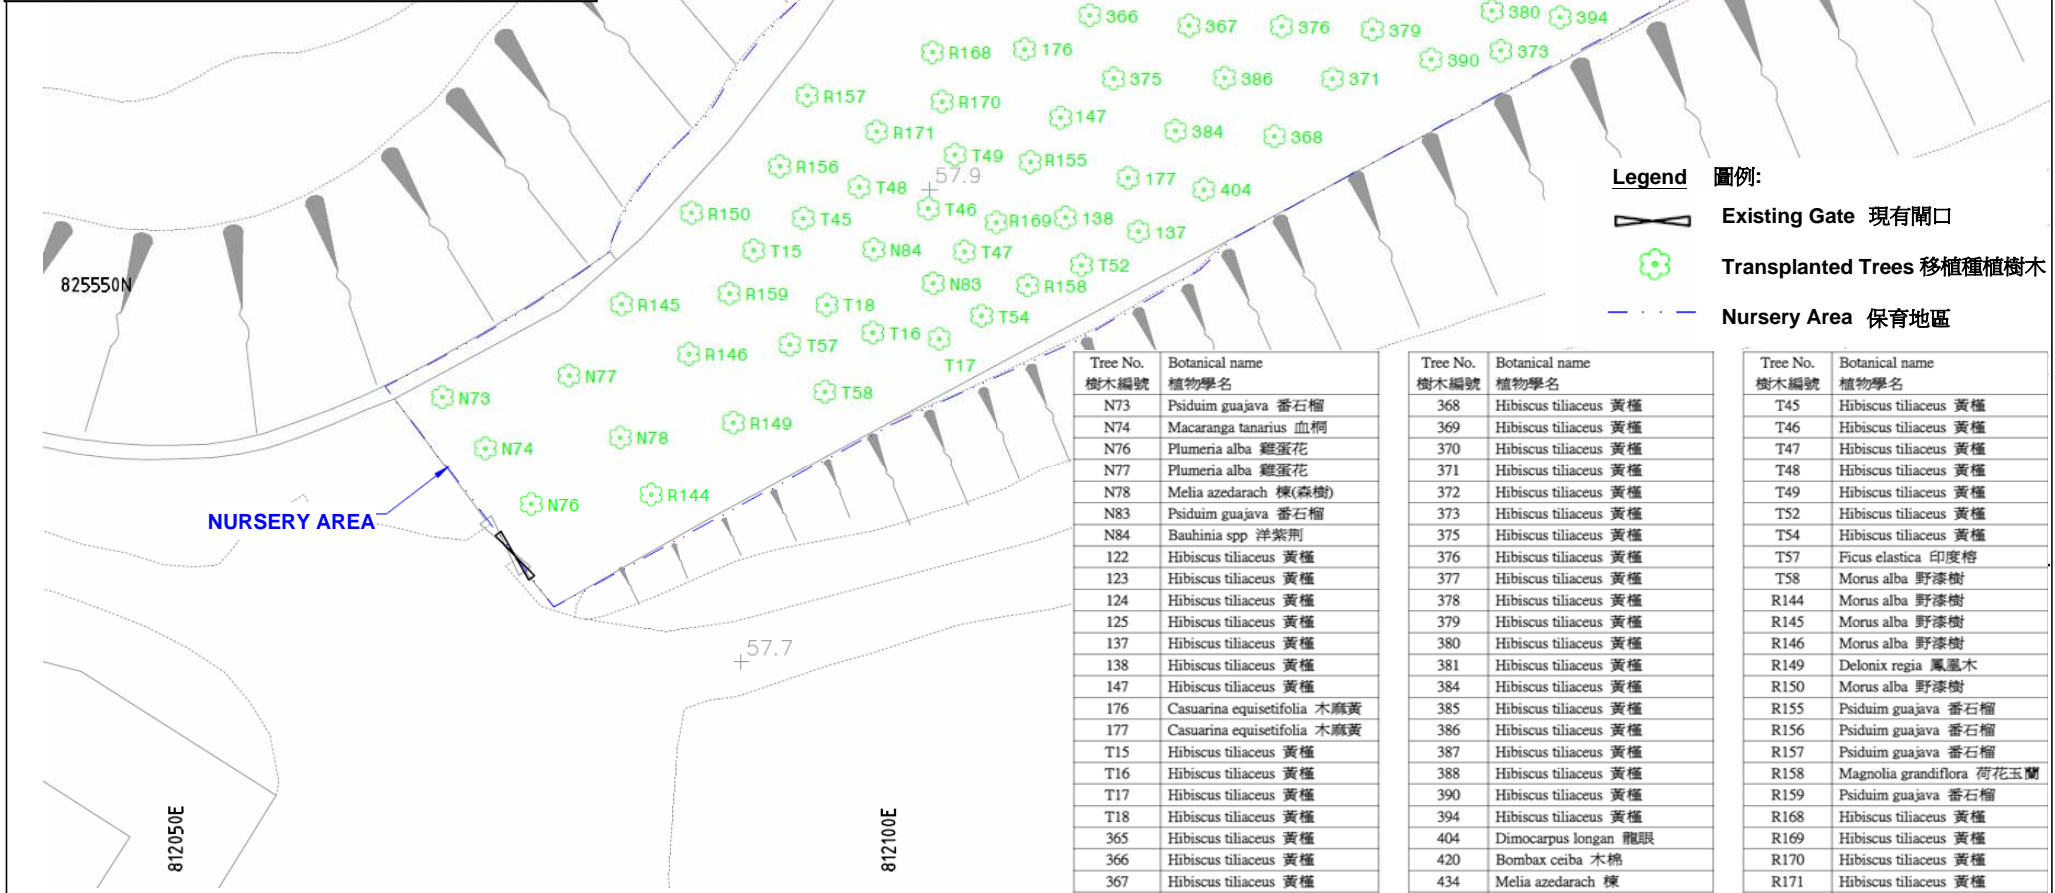 366
367
376
379
380
394
R168
176
390
373
375
386
371
R157
R170
147
R171
384
368
T49
R155
R156
57.9
177
T48
404
R150
T45
T46
R169
138
137
T15
N84
T47
T52
N83
R158
R145
R159
T18
T54
T16
T57
R146
T17
N77
T58
N73
R149
N78
N74
R144
N76
825550N
NURSERY AREA
57.7
812050E
812100E
Legend 圖例:
Existing Gate 現有閘口
Transplanted Trees 移植種植樹木
Nursery Area 保育地區
Tree No. Botanical name
樹木編號 植物學名
N73 Psiduim guajava 番石榴
N74 Macaranga tanarius 血桐
N76 Plumeria alba 雞蛋花
N77 Plumeria alba 雞蛋花
N78 Melia azedarach 楝(森樹)
N83 Psiduim guajava 番石榴
N84 Bauhinia spp 洋紫荆
122 Hibiscus tiliaceus 黃槿
123 Hibiscus tiliaceus 黃槿
124 Hibiscus tiliaceus 黃槿
125 Hibiscus tiliaceus 黃槿
137 Hibiscus tiliaceus 黃槿
138 Hibiscus tiliaceus 黃槿
147 Hibiscus tiliaceus 黃槿
176 Casuarina equisetifolia 木麻黃
177 Casuarina equisetifolia 木麻黃
T15 Hibiscus tiliaceus 黃槿
T16 Hibiscus tiliaceus 黃槿
T17 Hibiscus tiliaceus 黃槿
T18 Hibiscus tiliaceus 黃槿
365 Hibiscus tiliaceus 黃槿
366 Hibiscus tiliaceus 黃槿
367 Hibiscus tiliaceus 黃槿
Tree No. Botanical name
樹木編號 植物學名
368 Hibiscus tiliaceus 黃槿
369 Hibiscus tiliaceus 黃槿
370 Hibiscus tiliaceus 黃槿
371 Hibiscus tiliaceus 黃槿
372 Hibiscus tiliaceus 黃槿
373 Hibiscus tiliaceus 黃槿
375 Hibiscus tiliaceus 黃槿
376 Hibiscus tiliaceus 黃槿
377 Hibiscus tiliaceus 黃槿
378 Hibiscus tiliaceus 黃槿
379 Hibiscus tiliaceus 黃槿
380 Hibiscus tiliaceus 黃槿
381 Hibiscus tiliaceus 黃槿
384 Hibiscus tiliaceus 黃槿
385 Hibiscus tiliaceus 黃槿
386 Hibiscus tiliaceus 黃槿
387 Hibiscus tiliaceus 黃槿
388 Hibiscus tiliaceus 黃槿
390 Hibiscus tiliaceus 黃槿
394 Hibiscus tiliaceus 黃槿
404 Dimocarpus longan 龍眼
420 Bombax ceiba 木棉
434 Melia azedarach 楝
Tree No. Botanical name
樹木編號 植物學名
T45 Hibiscus tiliaceus 黃槿
T46 Hibiscus tiliaceus 黃槿
T47 Hibiscus tiliaceus 黃槿
T48 Hibiscus tiliaceus 黃槿
T49 Hibiscus tiliaceus 黃槿
T52 Hibiscus tiliaceus 黃槿
T54 Hibiscus tiliaceus 黃槿
T57 Ficus elastica 印度榕
T58 Morus alba 野漆樹
R144 Morus alba 野漆樹
R145 Morus alba 野漆樹
R146 Morus alba 野漆樹
R149 Delonix regia 鳳凰木
R150 Morus alba 野漆樹
R155 Psiduim guajava 番石榴
R156 Psiduim guajava 番石榴
R157 Psiduim guajava 番石榴
R158 Magnolia grandiflora 荷花玉蘭
R159 Psiduim guajava 番石榴
R168 Hibiscus tiliaceus 黃槿
R169 Hibiscus tiliaceus 黃槿
R170 Hibiscus tiliaceus 黃槿
R171 Hibiscus tiliaceus 黃槿